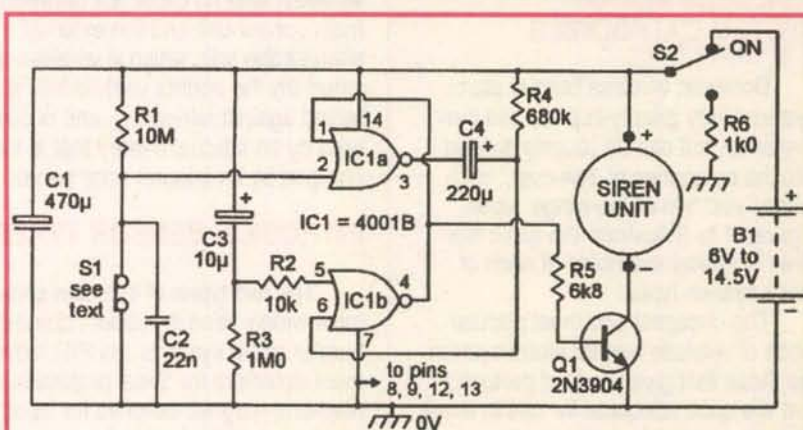 S2
ON
R1
10M
R4
680k
R6
1k0
1
14
2
IC1a
3
C4
+
220µ
C1
470µ
+
C3
10µ
IC1 = 4001B
+
SIREN
UNIT
-
+
B1
8V to
14.5V
-
S1
see
text
R2
10k
5
6
IC1b
4
7
R5
6k8
C2
22n
R3
1M0
to pins
8, 9, 12, 13
Q1
2N3904
0V